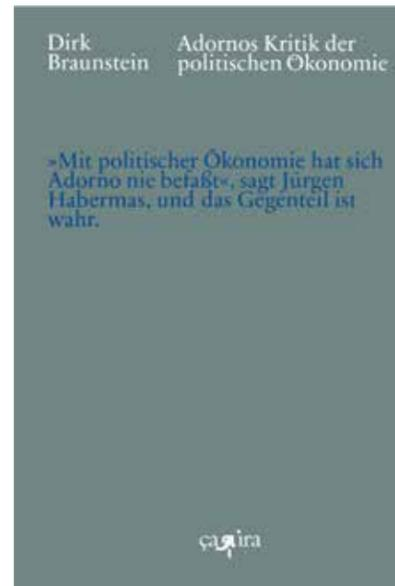 Dirk
Braunstein
Adornos Kritik der
politischen Ökonomie
»Mit politischer Ökonomie hat sich
Adorno nie befaßt«, sagt Jürgen
Habermas, und das Gegenteil ist
wahr.
ça ira